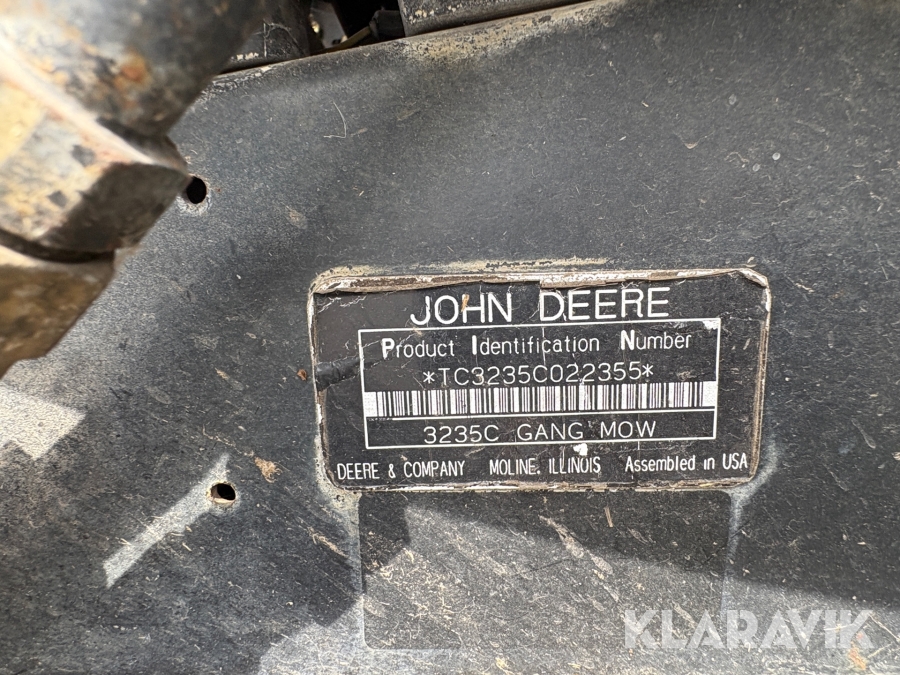 JOHN DEERE
Product Identification Number
*TC3235C022355*
3235C GANG MOW
DEERE & COMPANY MOLINE, ILLINOIS Assembled in USA
KLARAVIK